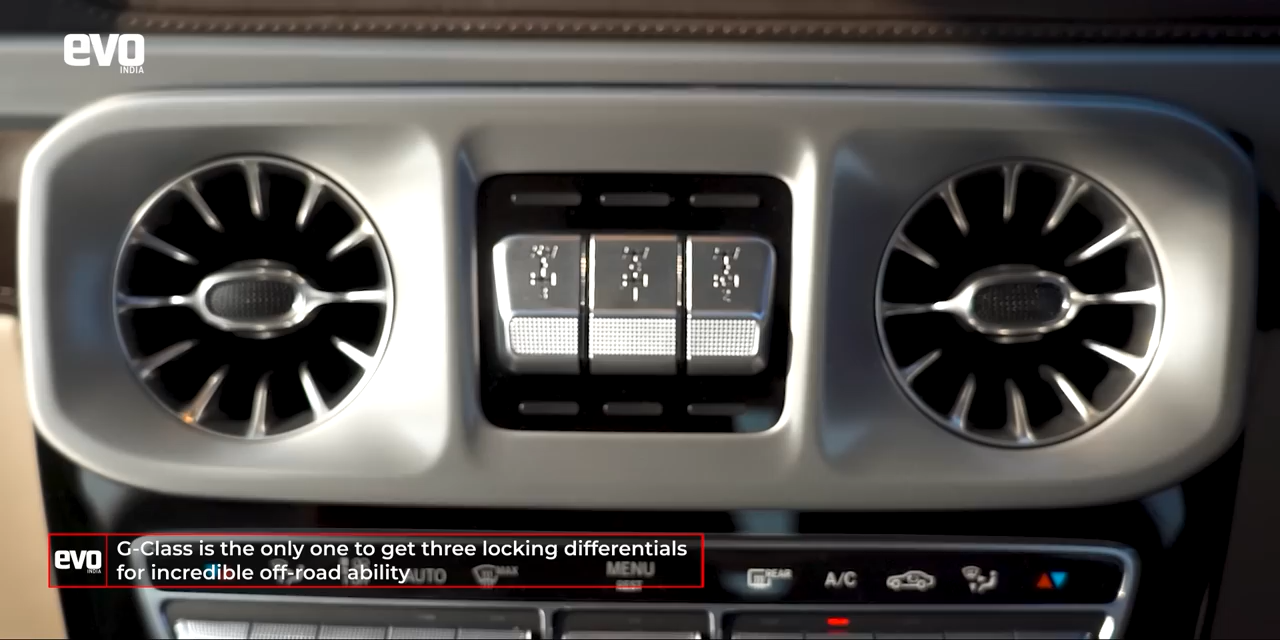 evo
INDIA
evo
INDIA
G-Class is the only one to get three locking differentials
for incredible off-road ability
AUTO
MAX
MENU
REST
REAR
A/C